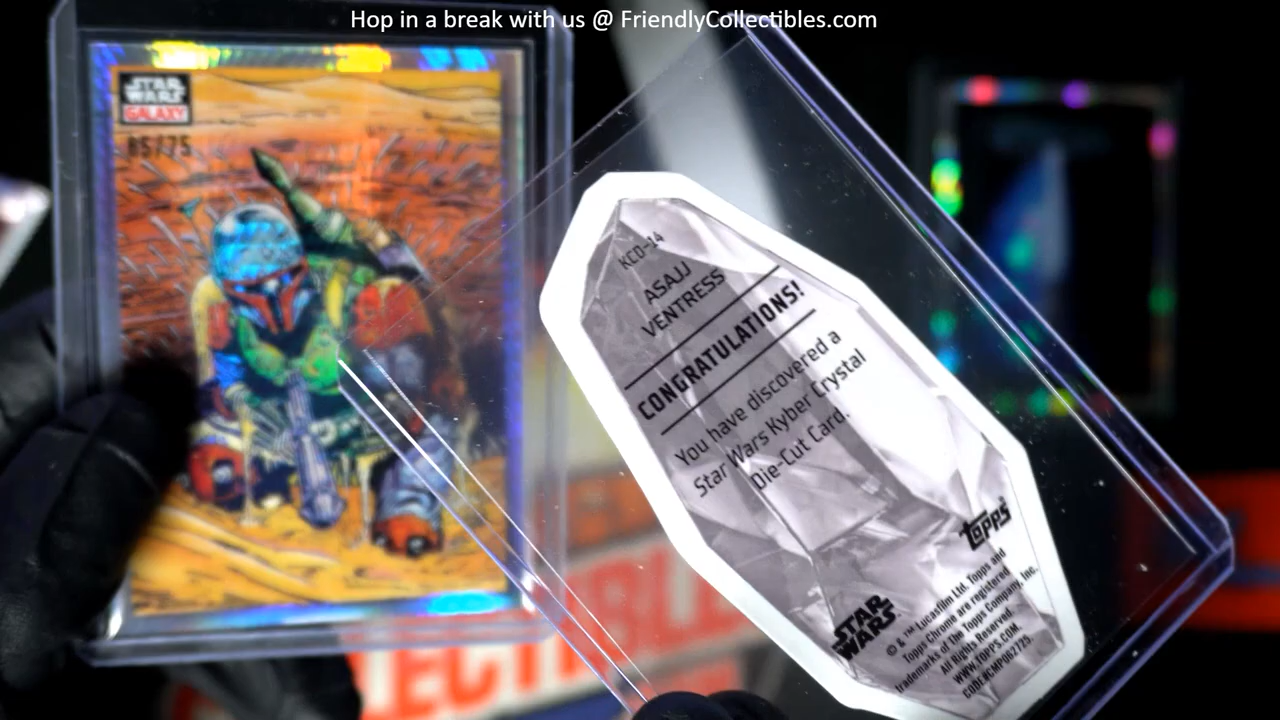 Hop in a break with us @ FriendlyCollectibles.com
STAR
WARS
GALAXY
05/75
KCD-14
ASAJJ
VENTRESS
CONGRATULATIONS!
You have discovered a
Star Wars Kyber Crystal
Die-Cut Card.
TOPPS
STAR
WARS
© & ™ Lucasfilm Ltd. Topps and
Topps Chrome are registered
trademarks of The Topps Company, Inc.
All Rights Reserved.
WWW.TOPPS.COM.
CODE#CMP062725.